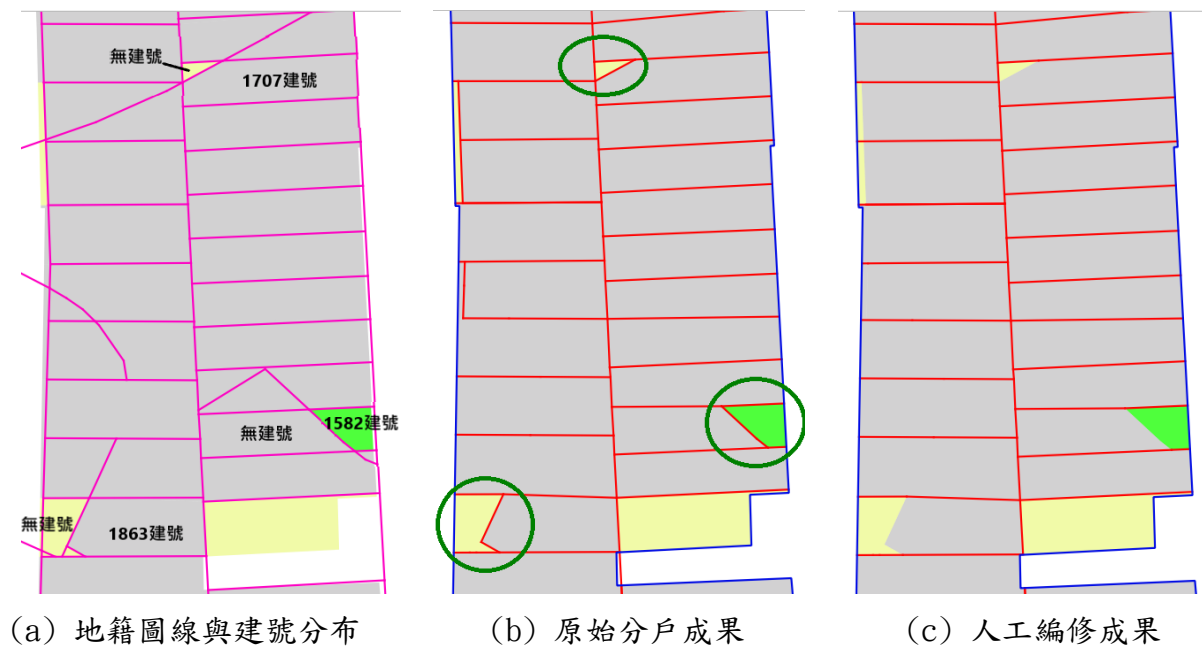 無建號
1707建號
1582建號
無建號
無建號
1863建號
(a) 地籍圖線與建號分布
(b) 原始分戶成果
(c) 人工編修成果